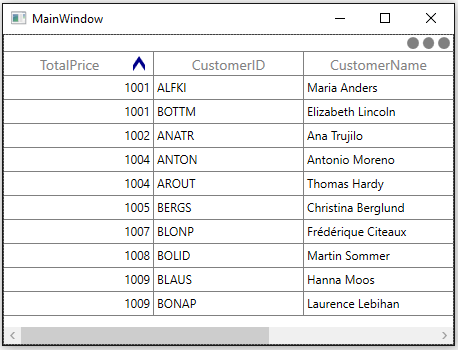 MainWindow
TotalPrice CustomerID CustomerName
1001 ALFKI Maria Anders
1001 BOTTM Elizabeth Lincoln
1002 ANATR Ana Trujilo
1004 ANTON Antonio Moreno
1004 AROUT Thomas Hardy
1005 BERGS Christina Berglund
1007 BLONP Frédérique Citeaux
1008 BOLID Martin Sommer
1009 BLAUS Hanna Moos
1009 BONAP Laurence Lebihan